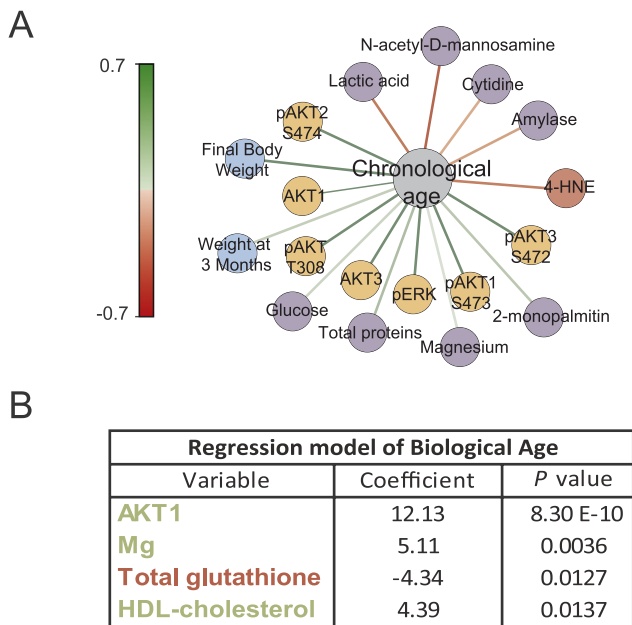 A
0.7
-0.7
N-acetyl-D-mannosamine
Lactic acid
Cytidine
Amylase
pAKT2
S474
Final Body
Weight
Chronological
age
AKT1
4-HNE
Weight at
3 Months
pAKT
T308
pAKT3
S472
AKT3
pERK
pAKT1
S473
Glucose
Total proteins
Magnesium
2-monopalmitin
B
Regression model of Biological Age
Variable Coefficient P value
AKT1 12.13 8.30 E-10
Mg 5.11 0.0036
Total glutathione -4.34 0.0127
HDL-cholesterol 4.39 0.0137